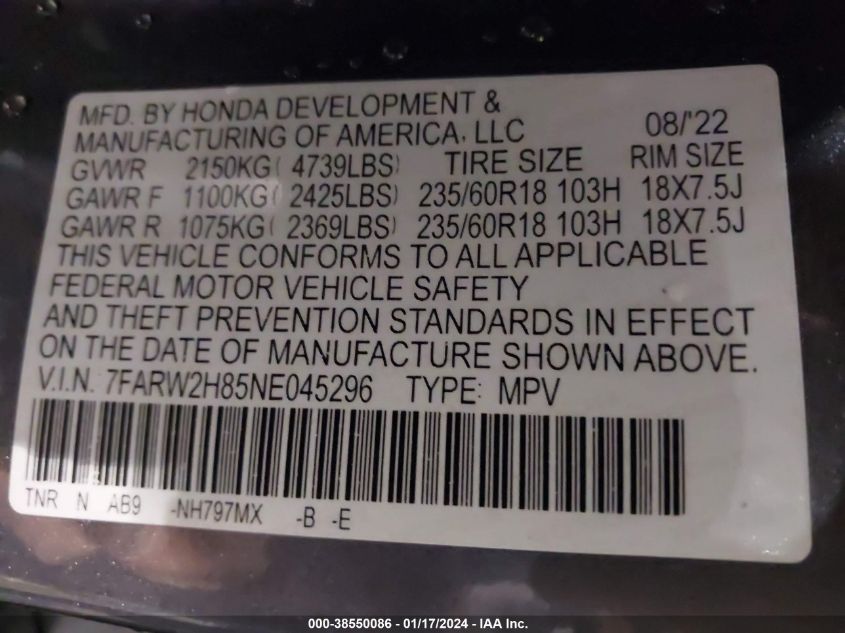 MFD. BY HONDA DEVELOPMENT &
MANUFACTURING OF AMERICA, LLC 08/'22
GVWR 2150KG( 4739LBS) TIRE SIZE RIM SIZE
GAWR F 1100KG( 2425LBS) 235/60R18 103H 18X7.5J
GAWR R 1075KG( 2369LBS) 235/60R18 103H 18X7.5J
THIS VEHICLE CONFORMS TO ALL APPLICABLE
FEDERAL MOTOR VEHICLE SAFETY
AND THEFT PREVENTION STANDARDS IN EFFECT
ON THE DATE OF MANUFACTURE SHOWN ABOVE.
V.I.N. 7FARW2H85NE045296 TYPE: MPV
TNR N AB9 -NH797MX -B -E
000-38550086 - 01/17/2024 - IAA Inc.